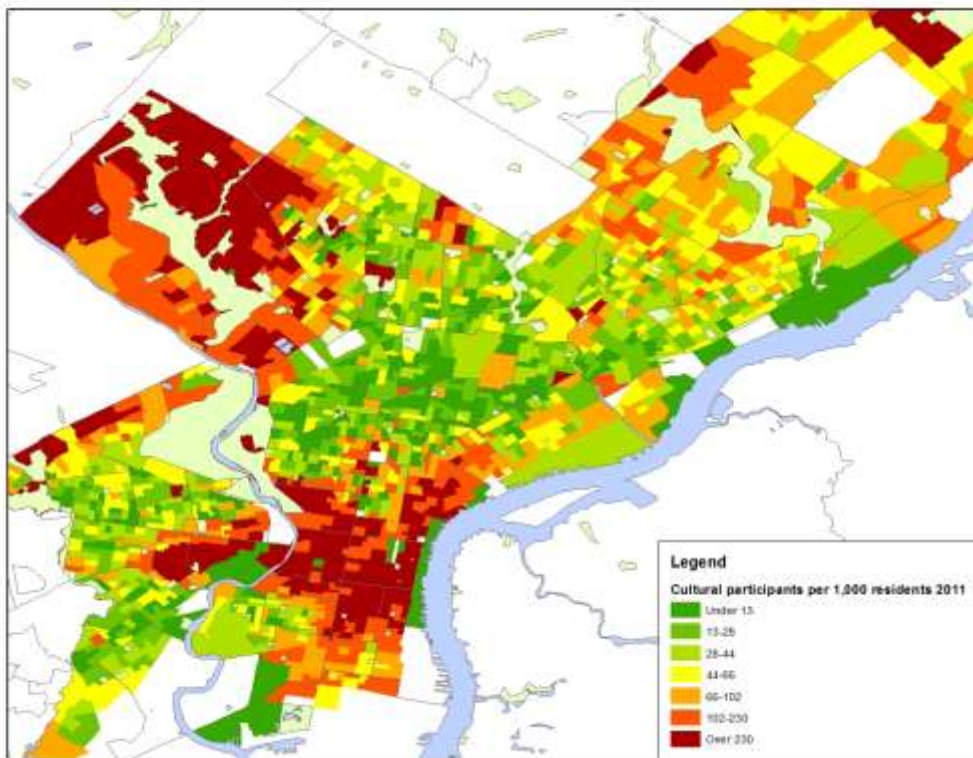 Legend
Cultural participants per 1,000 residents 2011
Under 13
13-28
28-44
44-66
66-102
102-230
Over 230